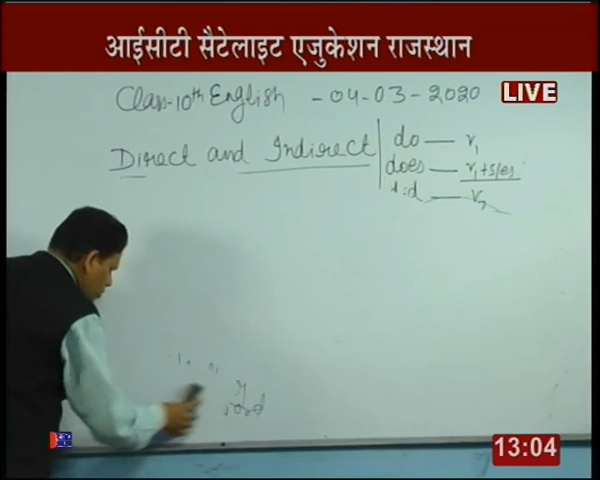 आईसीटी सैटेलाइट एजुकेशन राजस्थान
LIVE
Class-10th English - 04-03-2020
Direct and Indirect
do — V₁
does — V₁+s/es
did — V₂
13:04